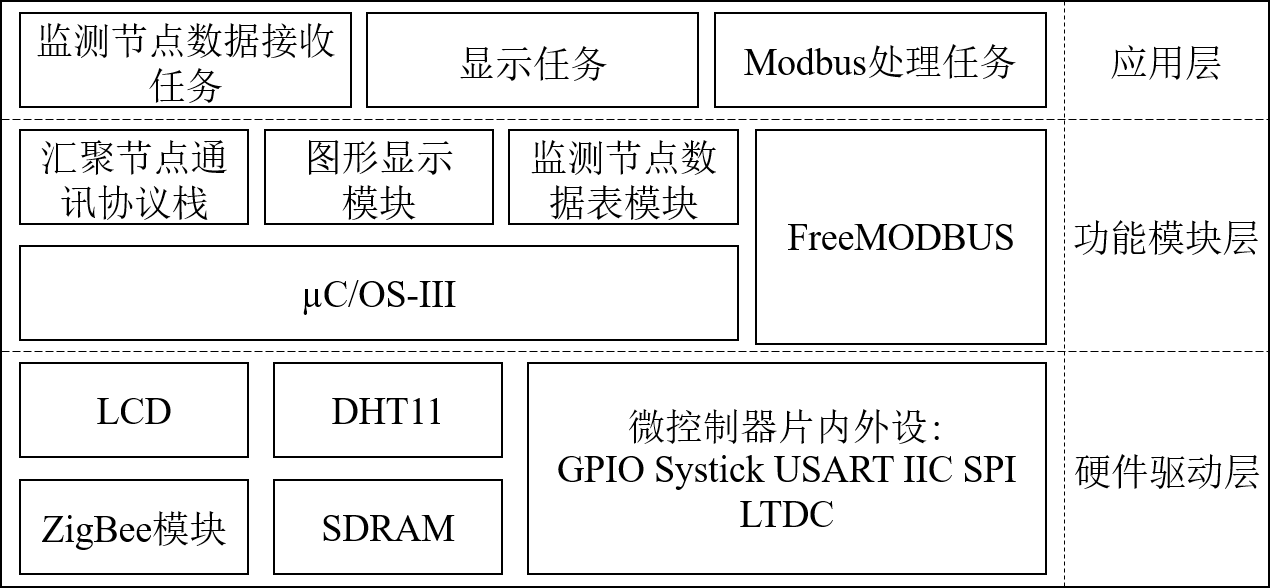 监测节点数据接收
任务
显示任务
Modbus处理任务
应用层
汇聚节点通
讯协议栈
图形显示
模块
监测节点数
据表模块
FreeMODBUS
功能模块层
μC/OS-III
LCD
DHT11
微控制器片内外设：
GPIO Systick USART IIC SPI
LTDC
硬件驱动层
ZigBee模块
SDRAM